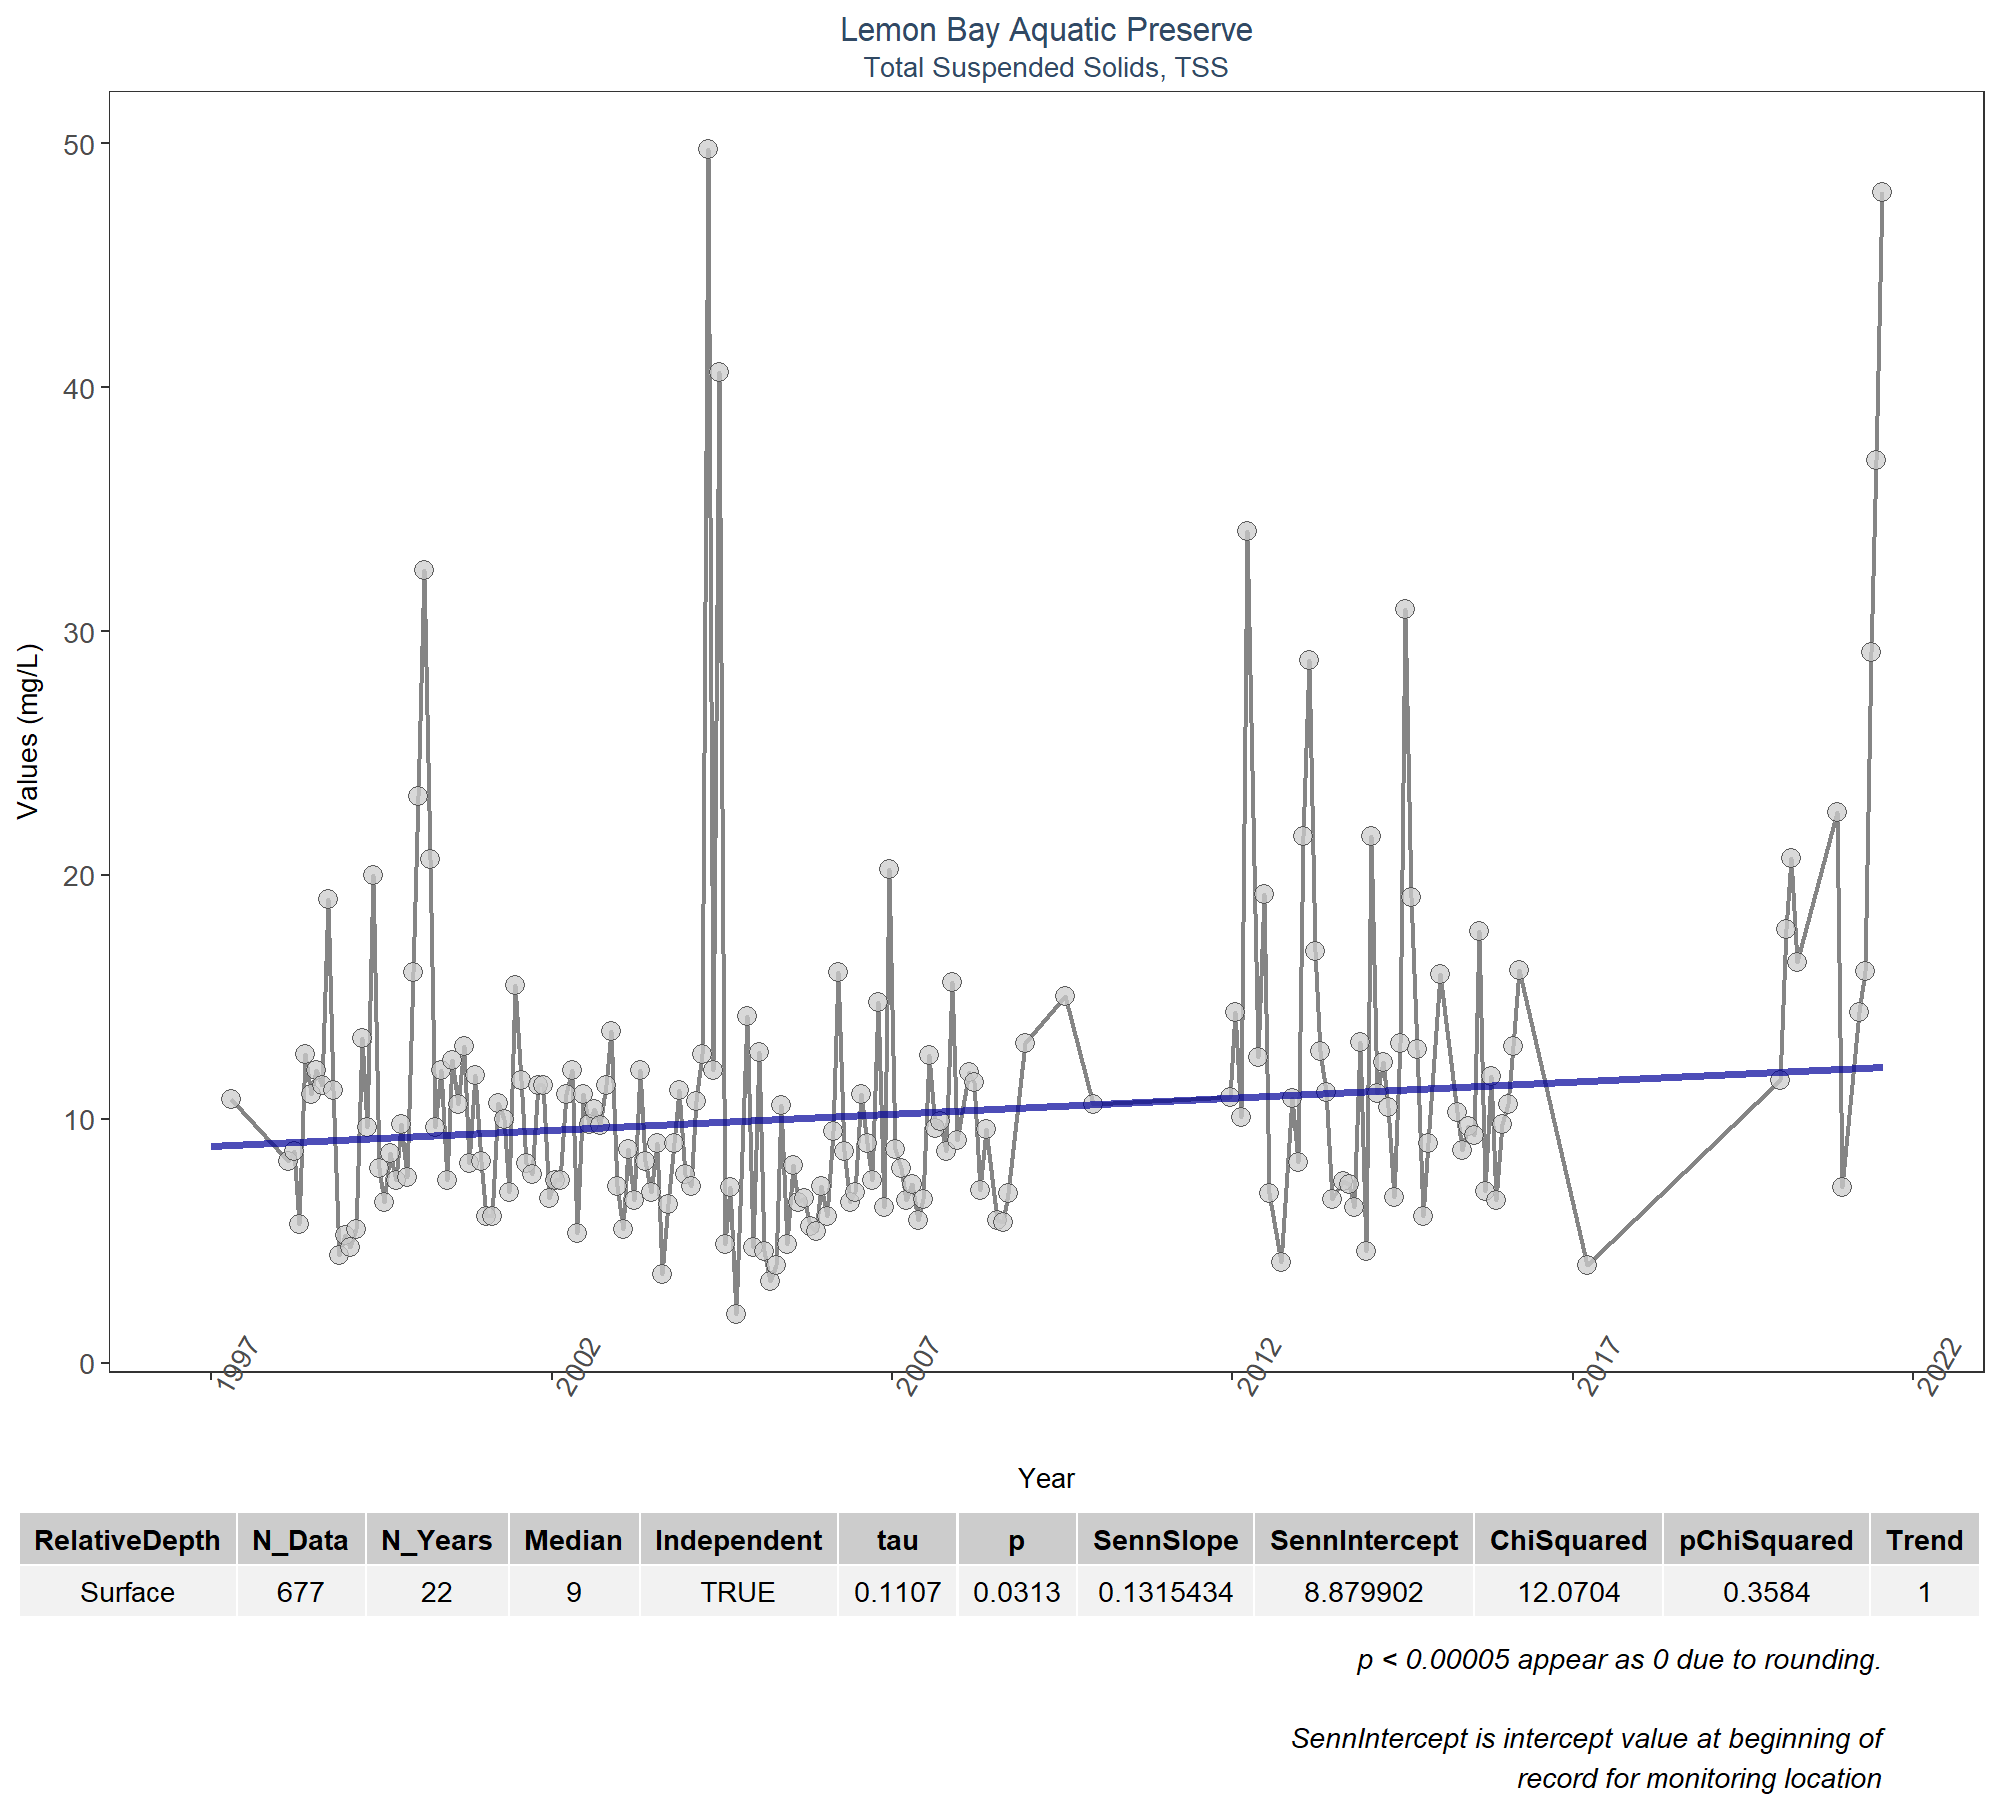 Lemon Bay Aquatic Preserve
Total Suspended Solids, TSS
Values (mg/L)
50
40
30
20
10
0
1997 2002 2007 2012 2017 2022
Year
RelativeDepth N_Data N_Years Median Independent tau p SennSlope SennIntercept ChiSquared pChiSquared Trend
Surface 677 22 9 TRUE 0.1107 0.0313 0.1315434 8.879902 12.0704 0.3584 1
p < 0.00005 appear as 0 due to rounding.
SennIntercept is intercept value at beginning of
record for monitoring location